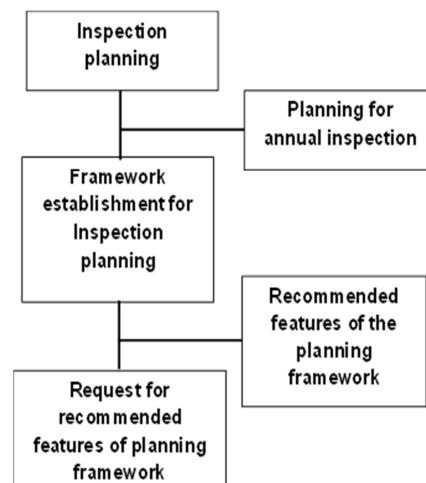 Inspection
planning
Planning for
annual inspection
Framework
establishment for
Inspection
planning
Recommended
features of the
planning
framework
Request for
recommended
features of planning
framework